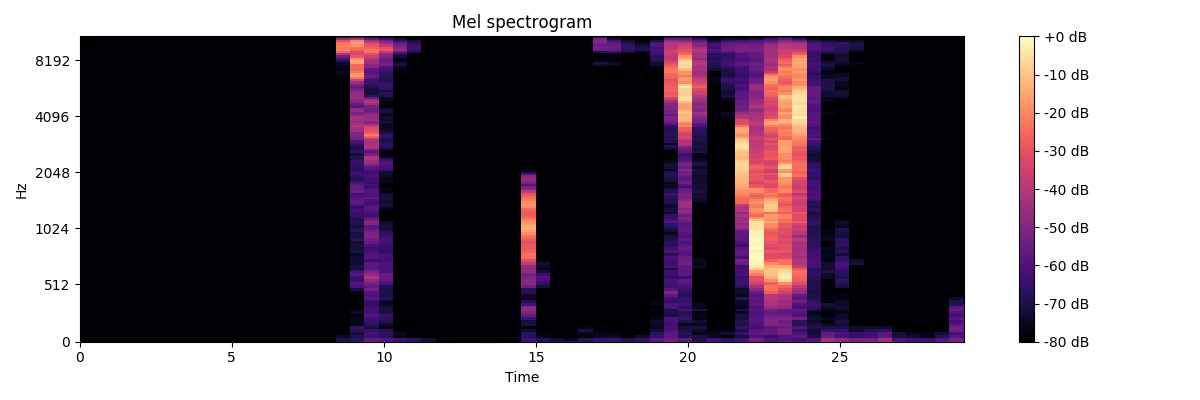 Mel spectrogram
8192
4096
2048
1024
512
0
Hz
0 5 10 15 20 25
Time
+0 dB
-10 dB
-20 dB
-30 dB
-40 dB
-50 dB
-60 dB
-70 dB
-80 dB